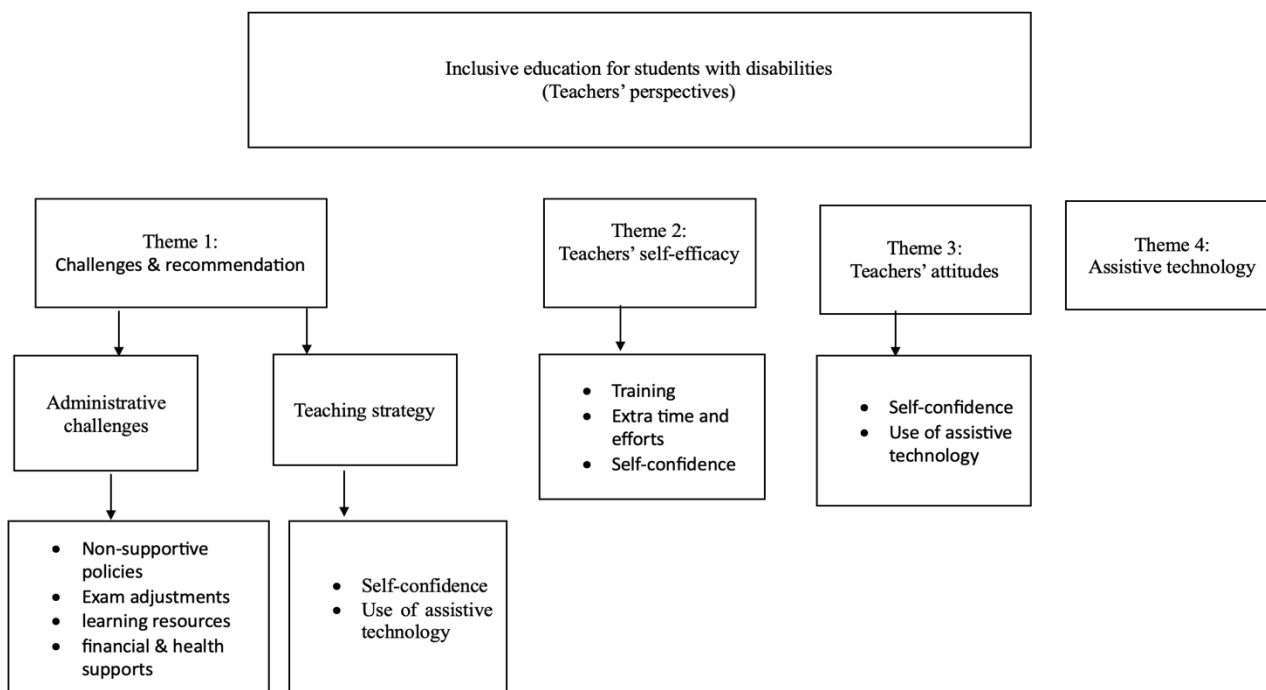 Inclusive education for students with disabilities
(Teachers’ perspectives)
Theme 1:
Challenges & recommendation
Theme 2:
Teachers’ self-efficacy
Theme 3:
Teachers’ attitudes
Theme 4:
Assistive technology
Administrative
challenges
Teaching strategy
• Training
• Extra time and
efforts
• Self-confidence
• Self-confidence
• Use of assistive
technology
• Non-supportive
policies
• Exam adjustments
• learning resources
• financial & health
supports
• Self-confidence
• Use of assistive
technology